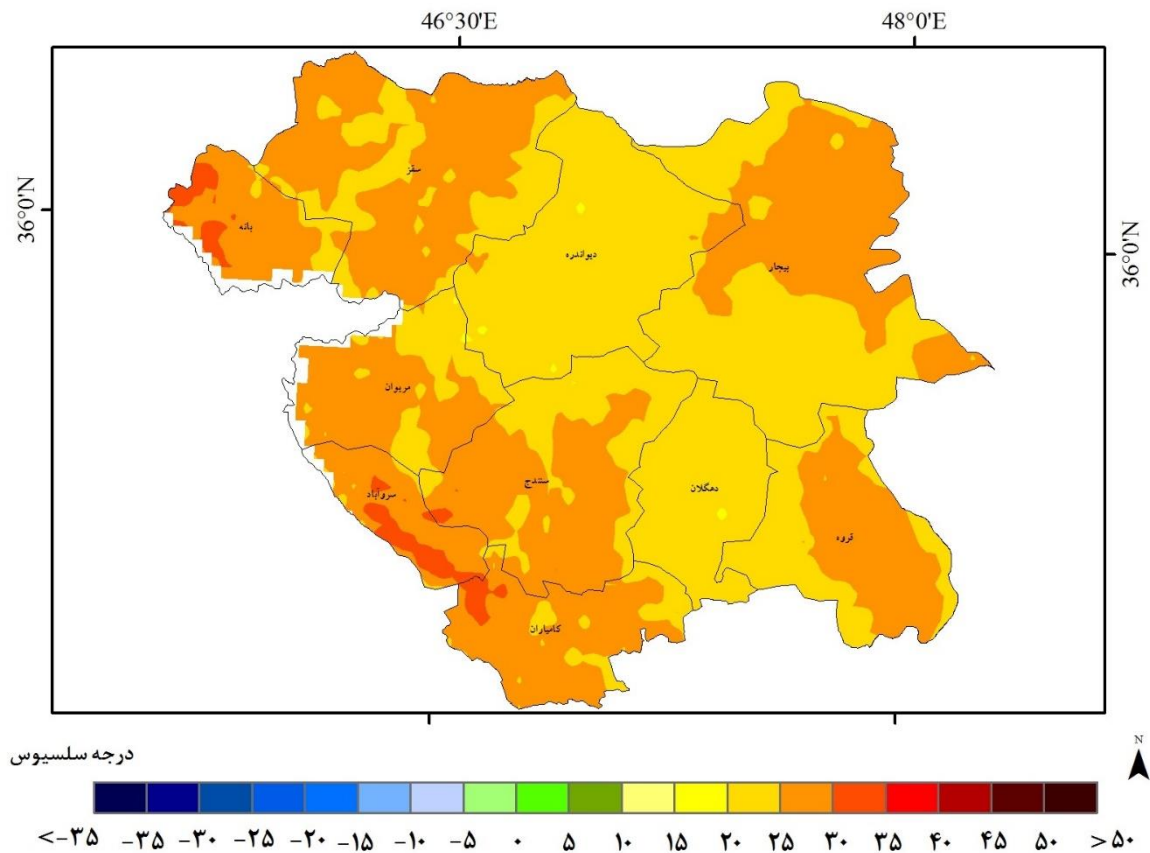 46°30'E 48°0'E
36°0'N
36°0'N
سقز
بانه
دیواندره
بیجار
مریوان
سنندج
سروآباد
دهگلان
قروه
کامیاران
درجه سلسیوس
N
<-۳۵ -۳۵ -۳۰ -۲۵ -۲۰ -۱۵ -۱۰ -۵ ۰ ۵ ۱۰ ۱۵ ۲۰ ۲۵ ۳۰ ۳۵ ۴۰ ۴۵ ۵۰ >۵۰